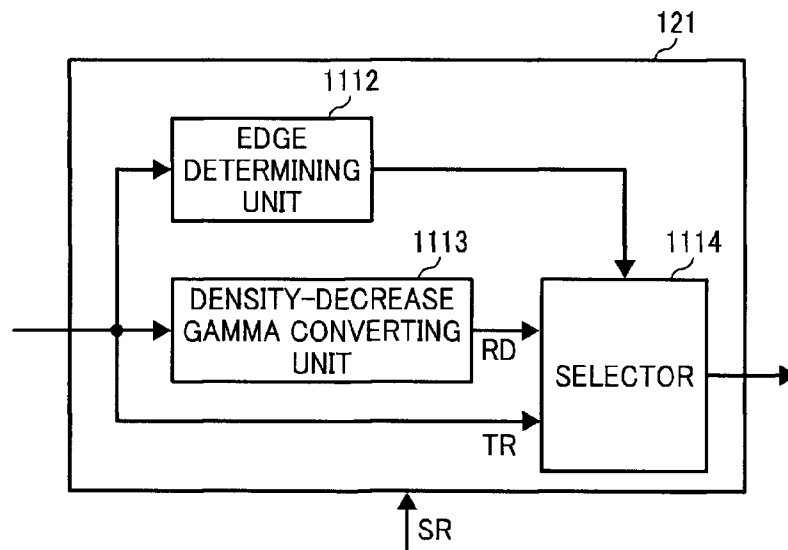 121
1112
EDGE
DETERMINING
UNIT
1113
1114
DENSITY-DECREASE
GAMMA CONVERTING
UNIT
RD
SELECTOR
TR
SR